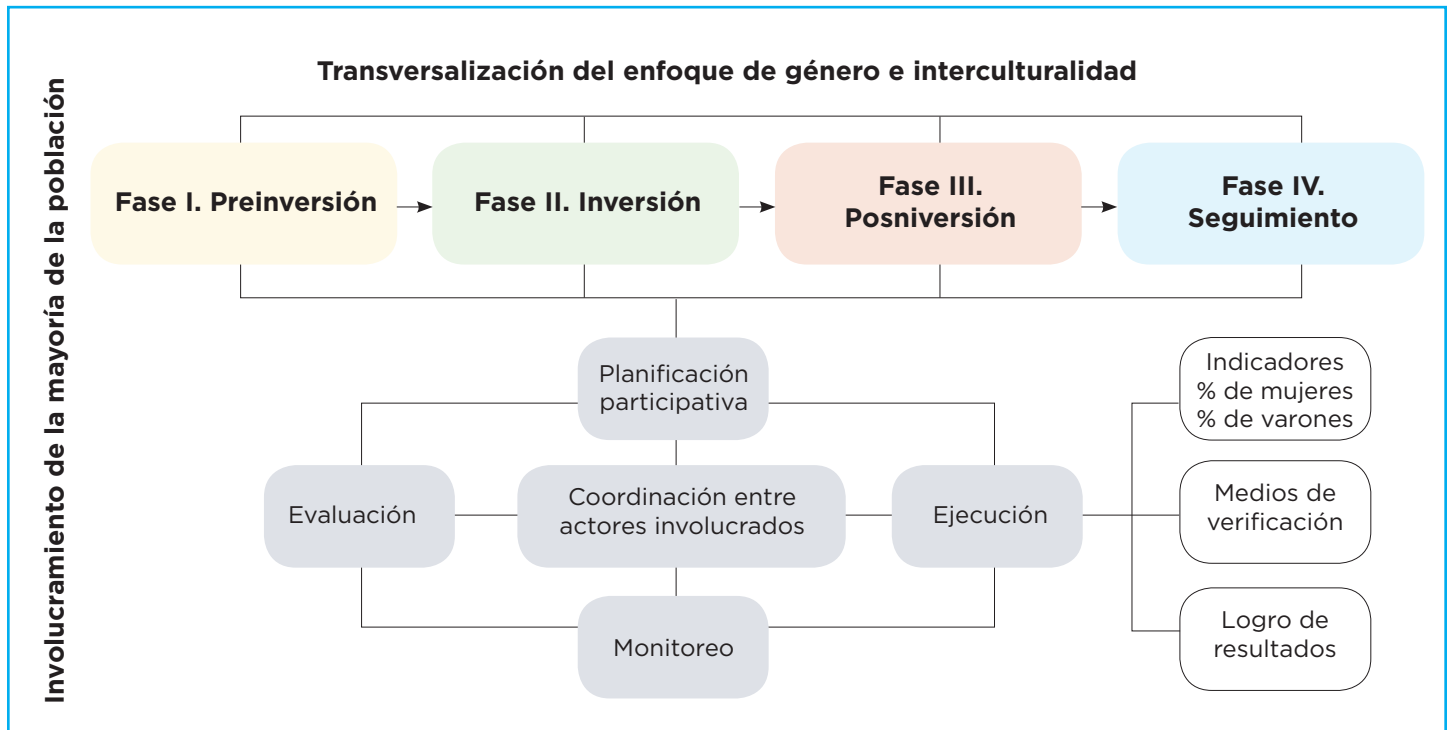 Transversalización del enfoque de género e interculturalidad
Involucramiento de la mayoría de la población
Fase I. Preinversión
Fase II. Inversión
Fase III.
Posniversión
Fase IV.
Seguimiento
Planificación
participativa
Evaluación
Coordinación entre
actores involucrados
Ejecución
Monitoreo
Indicadores
% de mujeres
% de varones
Medios de
verificación
Logro de
resultados